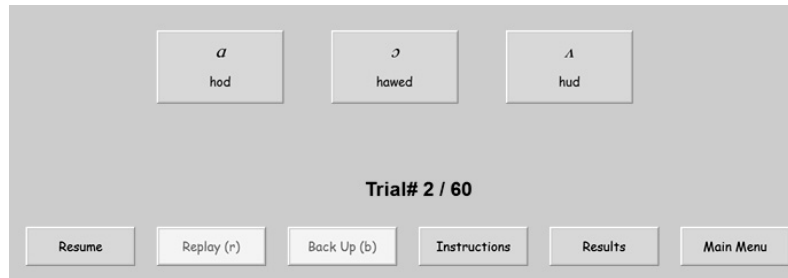 ɑ ɔ ʌ
hod hawed hud
Trial# 2 / 60
Resume Replay (r) Back Up (b) Instructions Results Main Menu